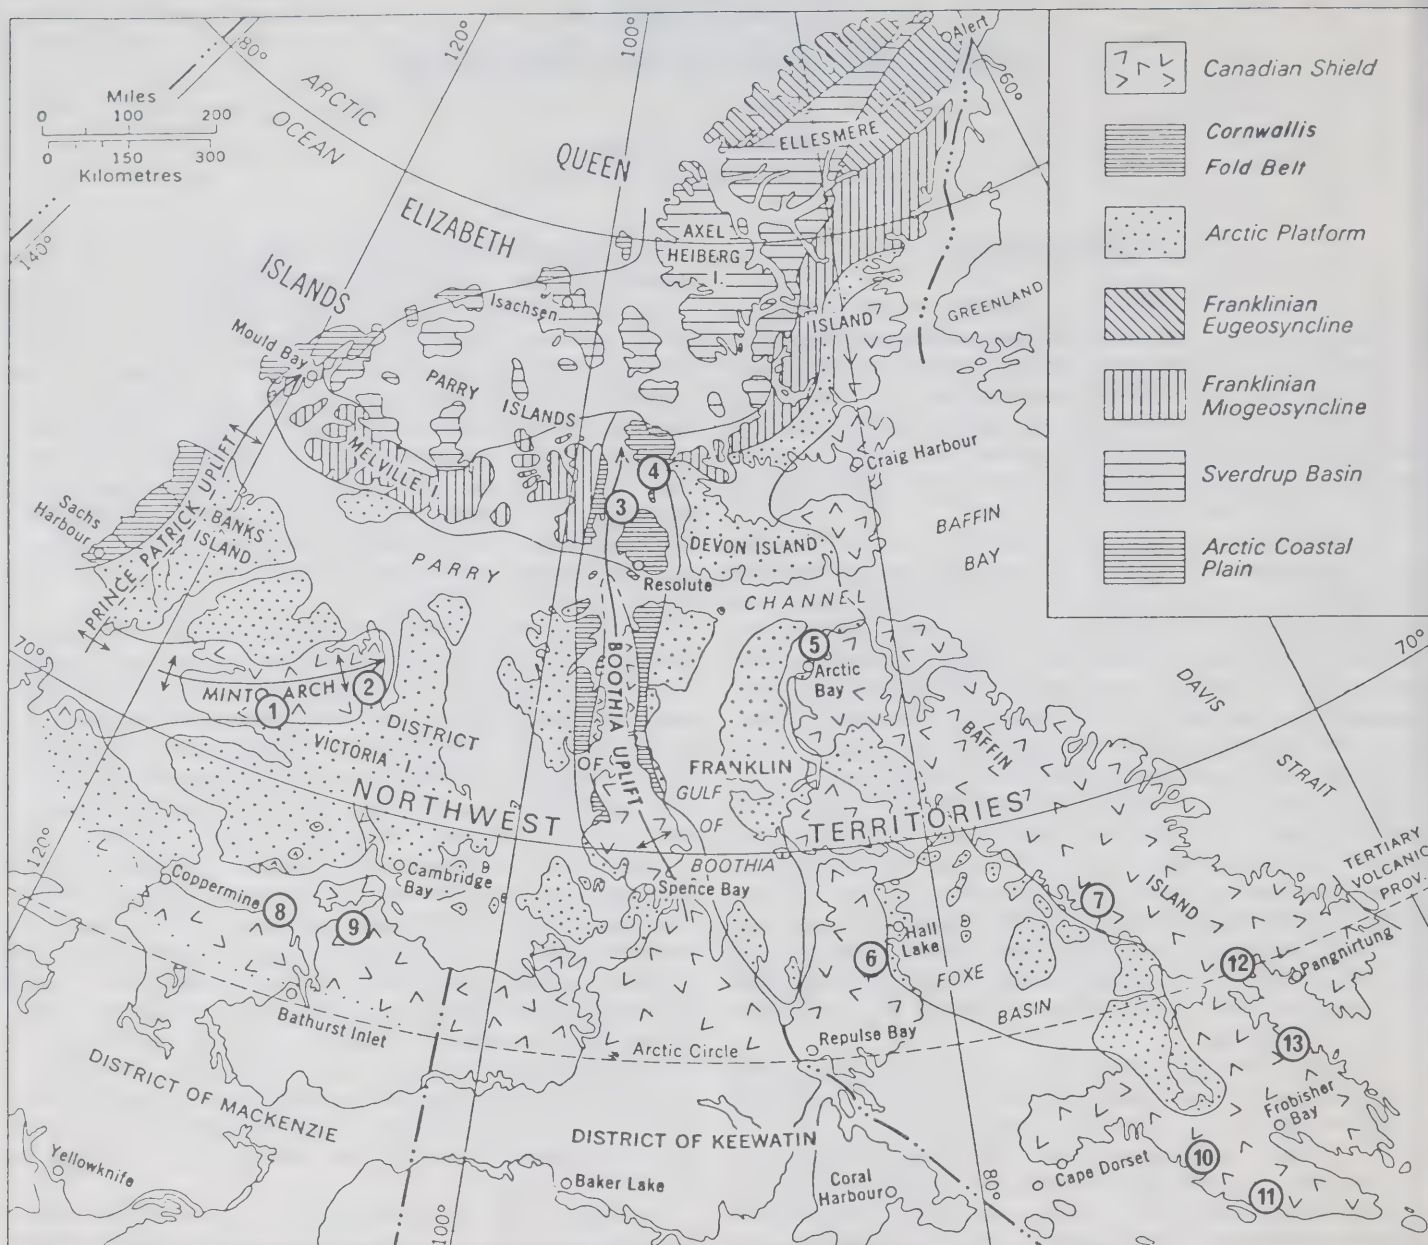 Miles
0 100 200
0 150 300
Kilometres
80°
120°
100°
60°
140°
ARCTIC
OCEAN
QUEEN
ELIZABETH
ISLANDS
Alert
ELLESMERE
AXEL
HEIBERG
I.
ISLAND
GREENLAND
Isachsen
Mould Bay
PARRY
ISLANDS
MELVILLE I.
Craig Harbour
PRINCE PATRICK UPLIFT
Sachs
Harbour
BANKS
ISLAND
4
3
DEVON ISLAND
BAFFIN
BAY
PARRY
Resolute
CHANNEL
70°
MINTO ARCH
1
2
BOOTHIA UPLIFT
5
Arctic
Bay
70°
DAVIS
STRAIT
DISTRICT
VICTORIA I.
OF
FRANKLIN
GULF
OF
BOOTHIA
BAFFIN
ISLAND
NORTHWEST
TERRITORIES
120°
TERTIARY
VOLCANIC
PROV.
Coppermine
Cambridge
Bay
Spence Bay
8
9
6
7
Hall
Lake
FOXE
BASIN
12
Pangnirtung
Bathurst Inlet
Arctic Circle
Repulse Bay
13
Frobisher
Bay
DISTRICT OF MACKENZIE
DISTRICT OF KEEWATIN
Yellowknife
Baker Lake
Coral
Harbour
Cape Dorset
10
11
100°
80°
Canadian Shield
Cornwallis
Fold Belt
Arctic Platform
Franklinian
Eugeosyncline
Franklinian
Miogeosyncline
Sverdrup Basin
Arctic Coastal
Plain